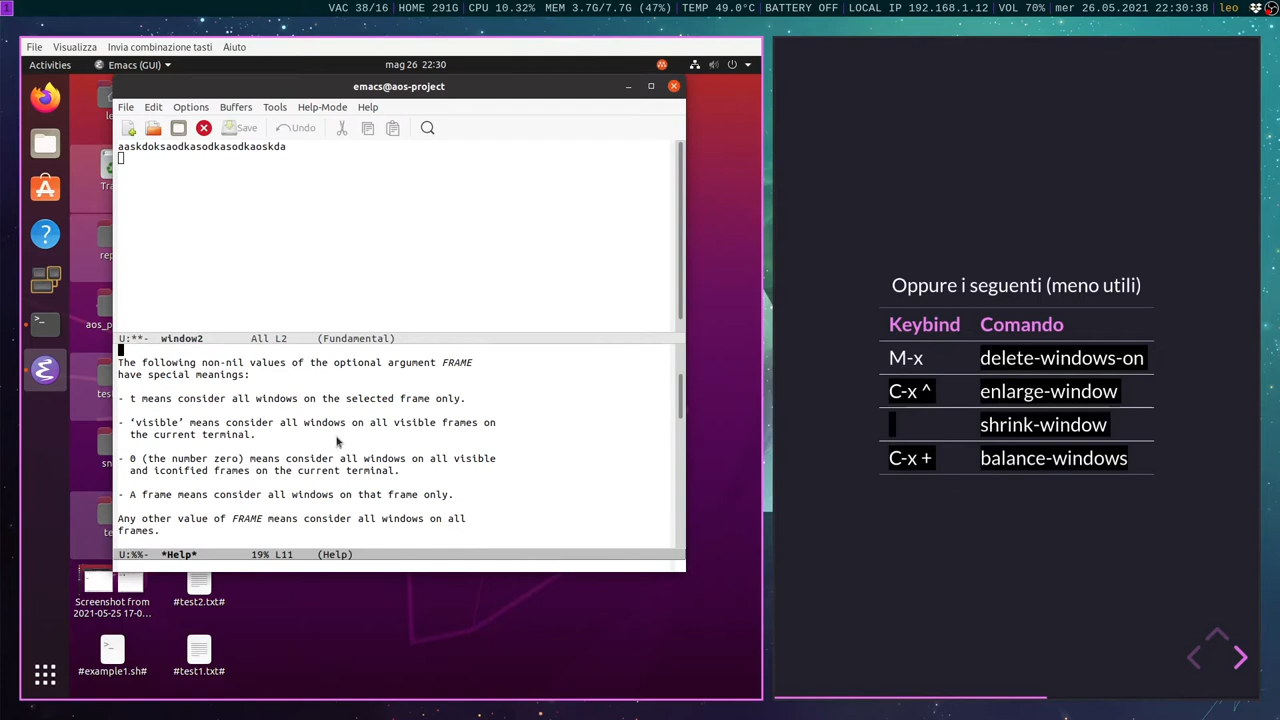 1
VAC 38/16 | HOME 291G | CPU 10.32% | MEM 3.7G/7.7G (47%) | TEMP 49.0°C | BATTERY OFF | LOCAL IP 192.168.1.12 | VOL 70% | mer 26.05.2021 22:30:38 | leo
File Visualizza Invia combinazione tasti Aiuto
Activities Emacs (GUI) mag 26 22:30
emacs@aos-project
File Edit Options Buffers Tools Help-Mode Help
Save Undo
aaskdoksaodkasodkasodkaoskda
U:**- window2 All L2 (Fundamental)
The following non-nil values of the optional argument FRAME
have special meanings:
- t means consider all windows on the selected frame only.
- ‘visible’ means consider all windows on all visible frames on
the current terminal.
- 0 (the number zero) means consider all windows on all visible
and iconified frames on the current terminal.
- A frame means consider all windows on that frame only.
Any other value of FRAME means consider all windows on all
frames.
U:%%- *Help* 19% L11 (Help)
le
Tra
rep
aos_p
tes
sn
te
Screenshot from
2021-05-25 17-0…
#test2.txt#
#example1.sh#
#test1.txt#
Oppure i seguenti (meno utili)
Keybind Comando
M-x delete-windows-on
C-x ^ enlarge-window
shrink-window
C-x + balance-windows